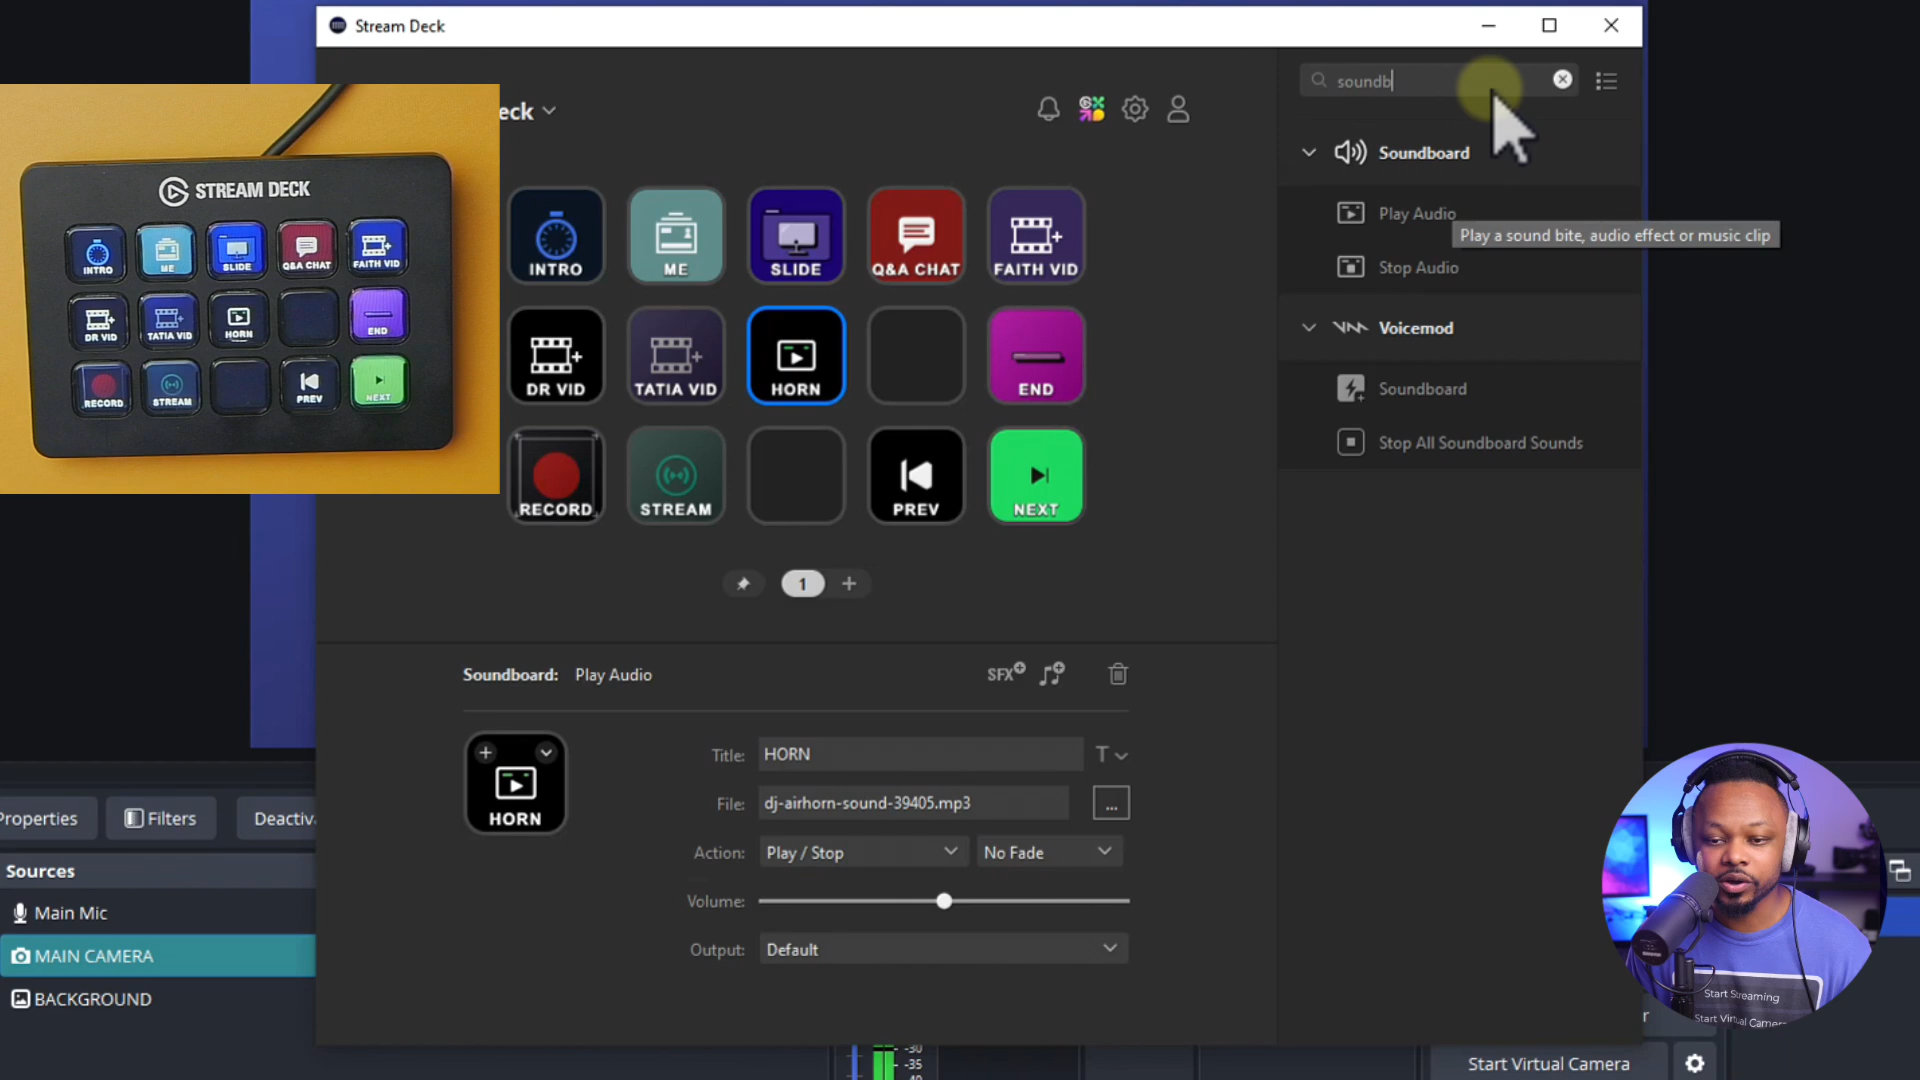 Stream Deck
soundb
eck
STREAM DECK
INTRO
ME
SLIDE
Q&A CHAT
FAITH VID
DR VID
TATIA VID
HORN
END
RECORD
STREAM
PREV
NEXT
INTRO
ME
SLIDE
Q&A CHAT
FAITH VID
DR VID
TATIA VID
HORN
END
RECORD
STREAM
PREV
NEXT
1
Soundboard
Play Audio
Play a sound bite, audio effect or music clip
Stop Audio
Voicemod
Soundboard
Stop All Soundboard Sounds
Soundboard: Play Audio
SFX
HORN
Title: HORN
T
File: dj-airhorn-sound-39405.mp3
...
Action: Play / Stop
No Fade
Volume:
Output: Default
Properties
Filters
Deactiv
Sources
Main Mic
MAIN CAMERA
BACKGROUND
-30
-35
-40
Start Streaming
Start Virtual Camera
r
Start Virtual Camera